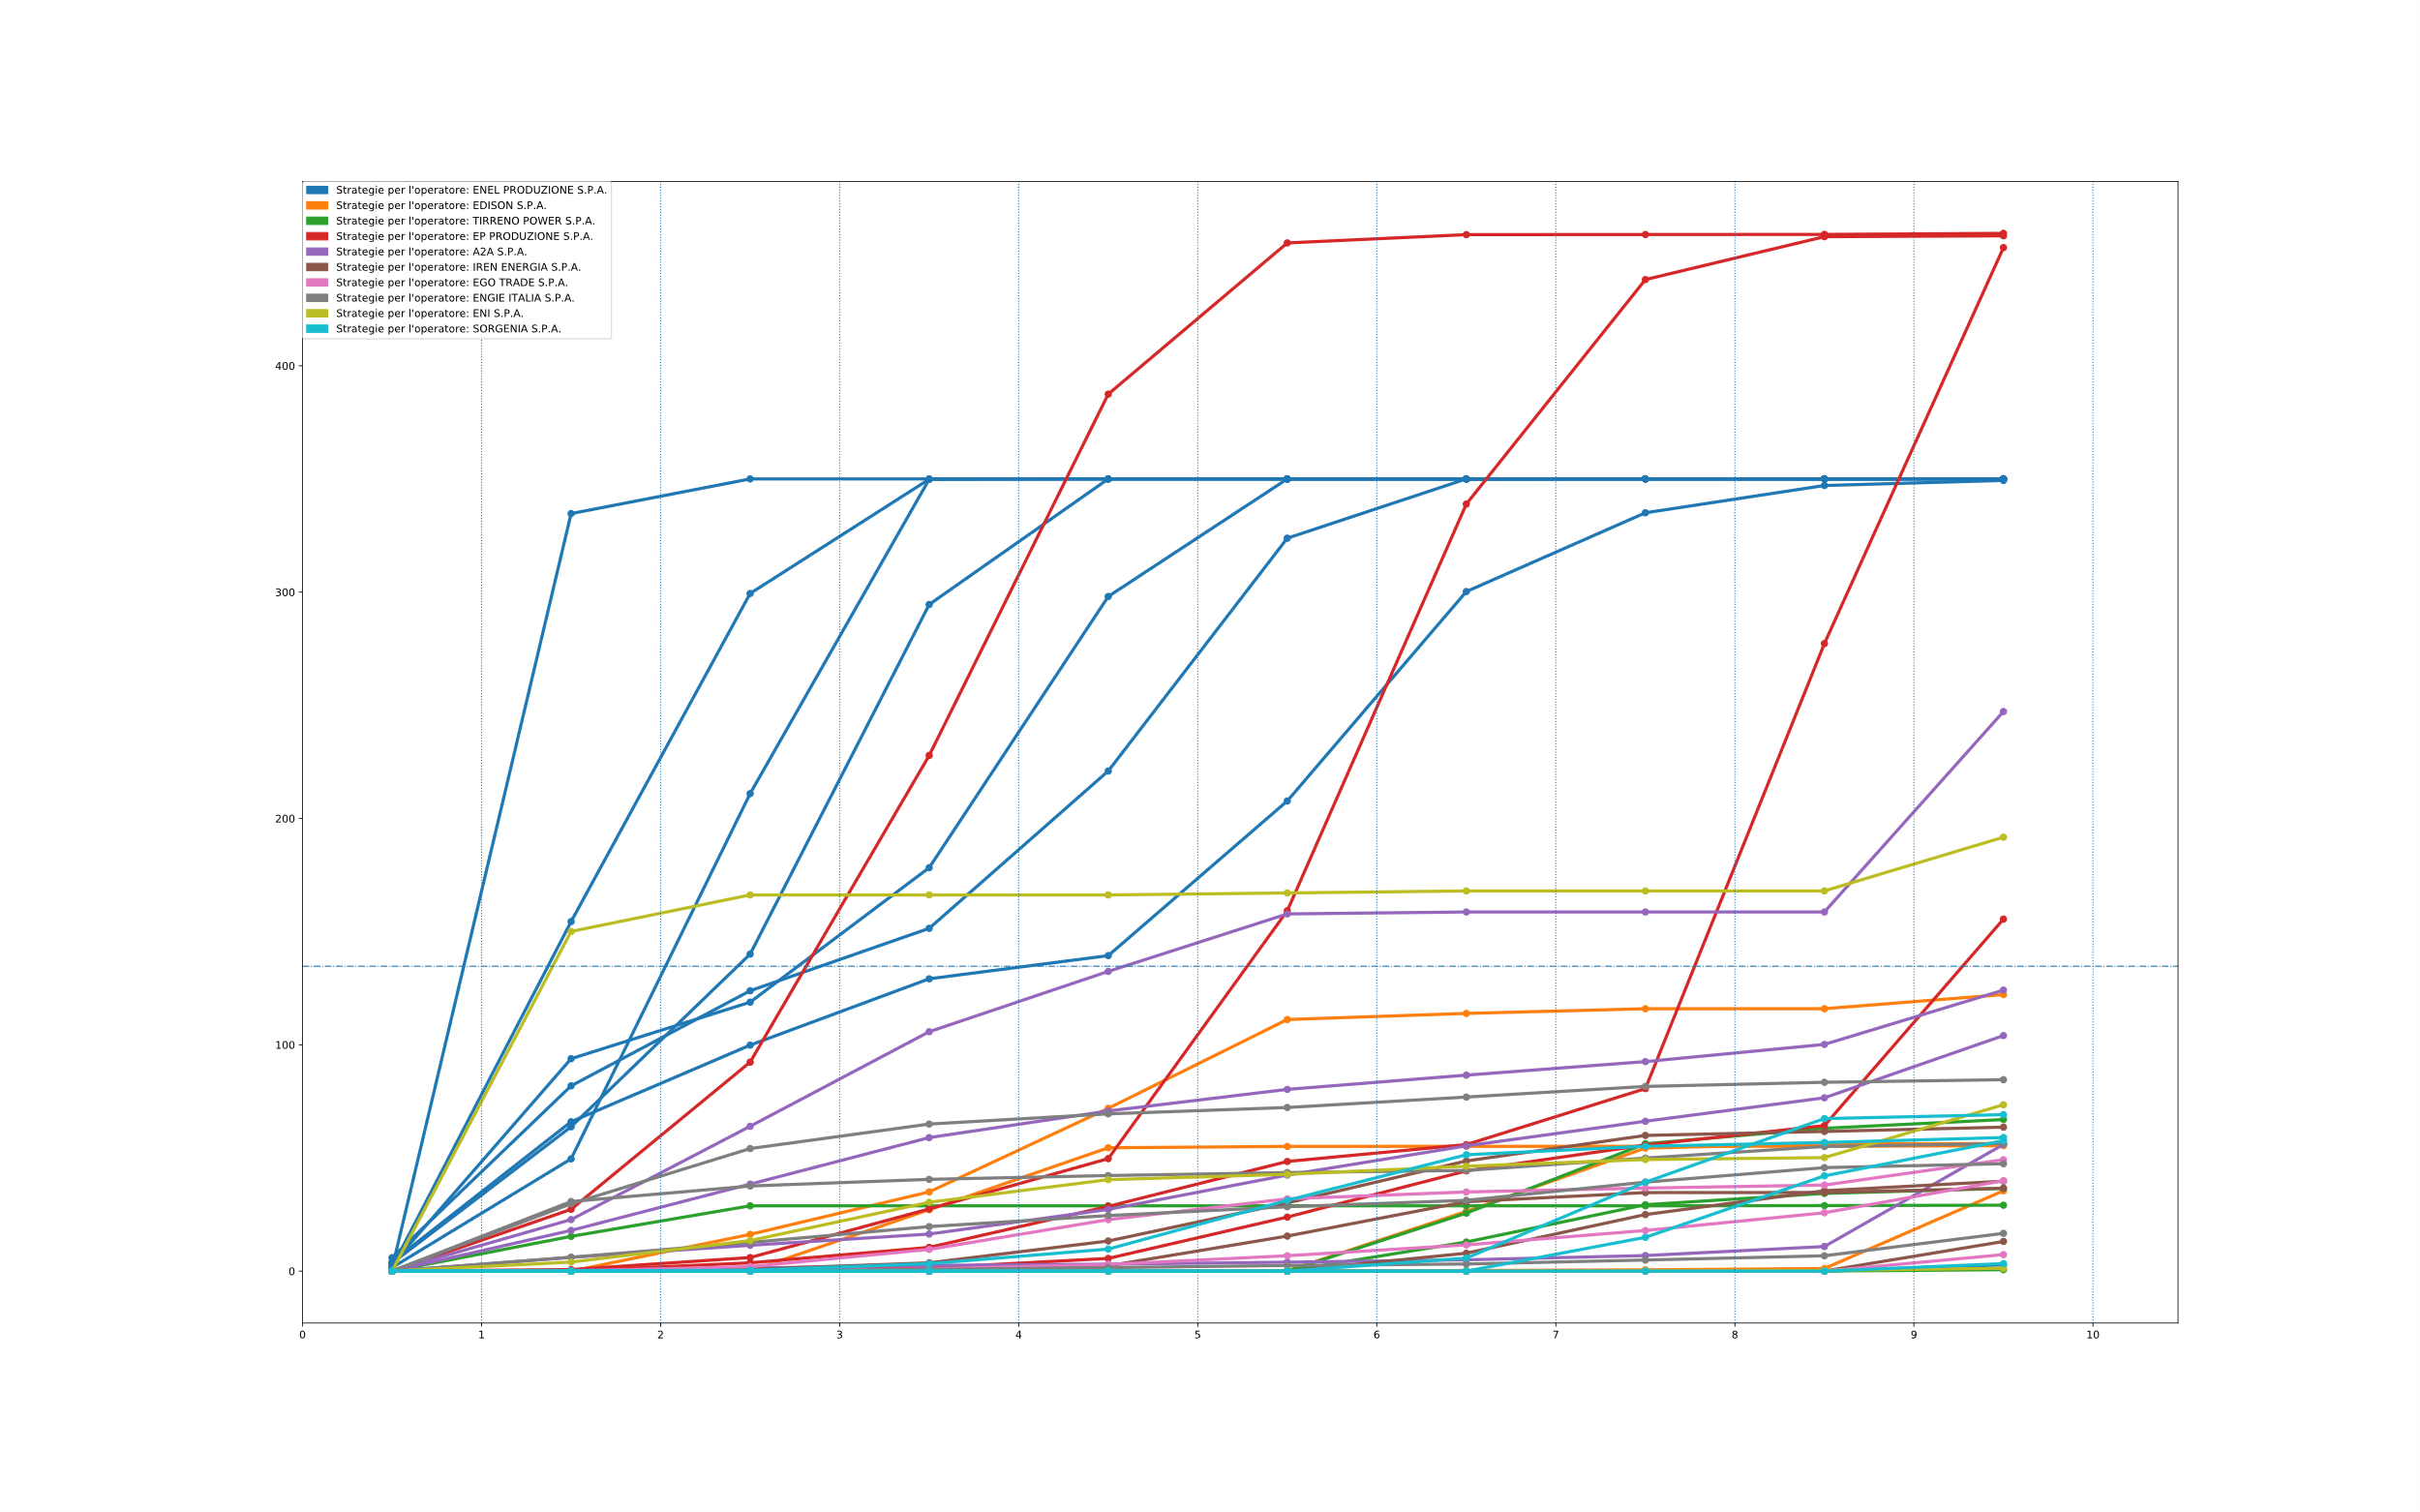 Strategie per l'operatore: ENEL PRODUZIONE S.P.A.
Strategie per l'operatore: EDISON S.P.A.
Strategie per l'operatore: TIRRENO POWER S.P.A.
Strategie per l'operatore: EP PRODUZIONE S.P.A.
Strategie per l'operatore: A2A S.P.A.
Strategie per l'operatore: IREN ENERGIA S.P.A.
Strategie per l'operatore: EGO TRADE S.P.A.
Strategie per l'operatore: ENGIE ITALIA S.P.A.
Strategie per l'operatore: ENI S.P.A.
Strategie per l'operatore: SORGENIA S.P.A.
400
300
200
100
0
0 1 2 3 4 5 6 7 8 9 10